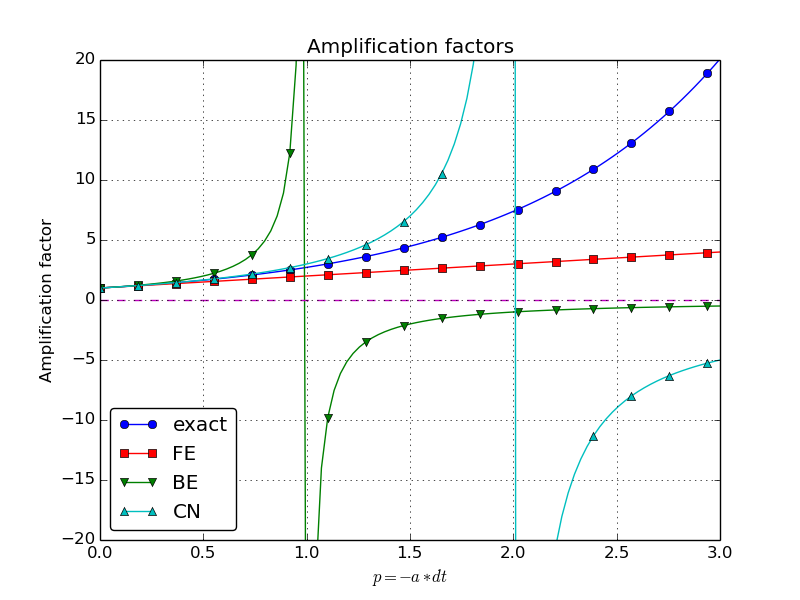 Amplification factors
20
15
10
5
0
−5
−10
−15
−20
Amplification factor
exact
FE
BE
CN
0.0 0.5 1.0 1.5 2.0 2.5 3.0
p = −a ∗ dt